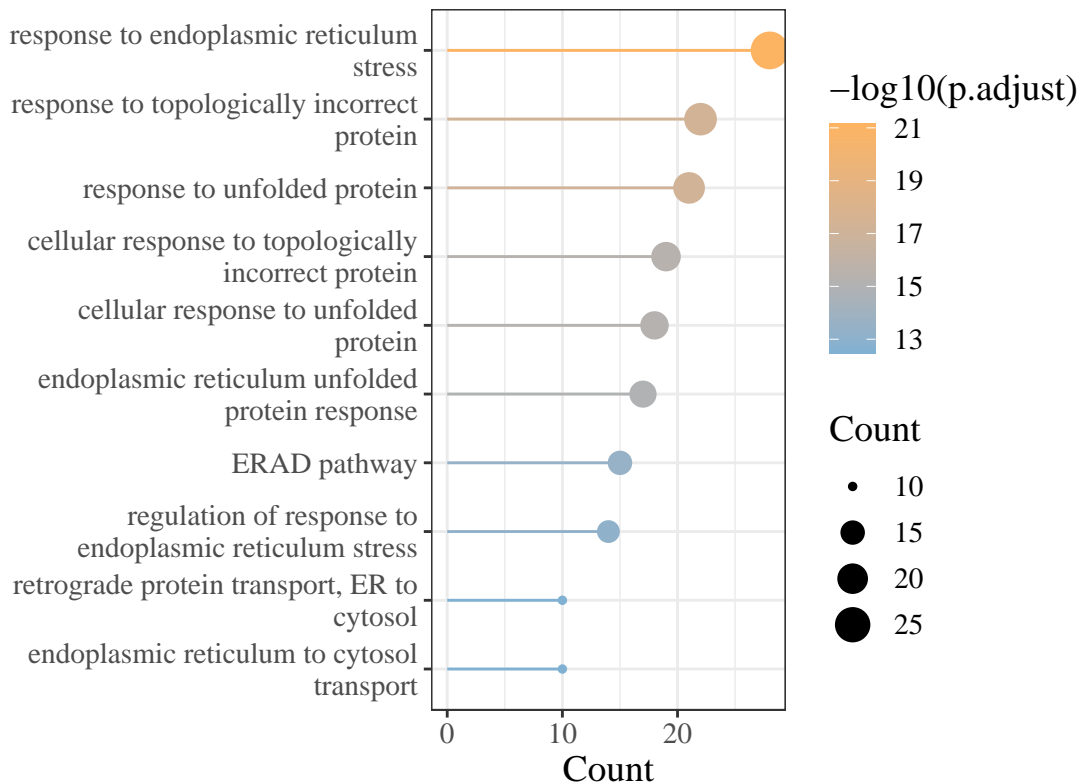 response to endoplasmic reticulum
stress
response to topologically incorrect
protein
response to unfolded protein
cellular response to topologically
incorrect protein
cellular response to unfolded
protein
endoplasmic reticulum unfolded
protein response
ERAD pathway
regulation of response to
endoplasmic reticulum stress
retrograde protein transport, ER to
cytosol
endoplasmic reticulum to cytosol
transport
0
10
20
Count
−log10(p.adjust)
21
19
17
15
13
Count
10
15
20
25